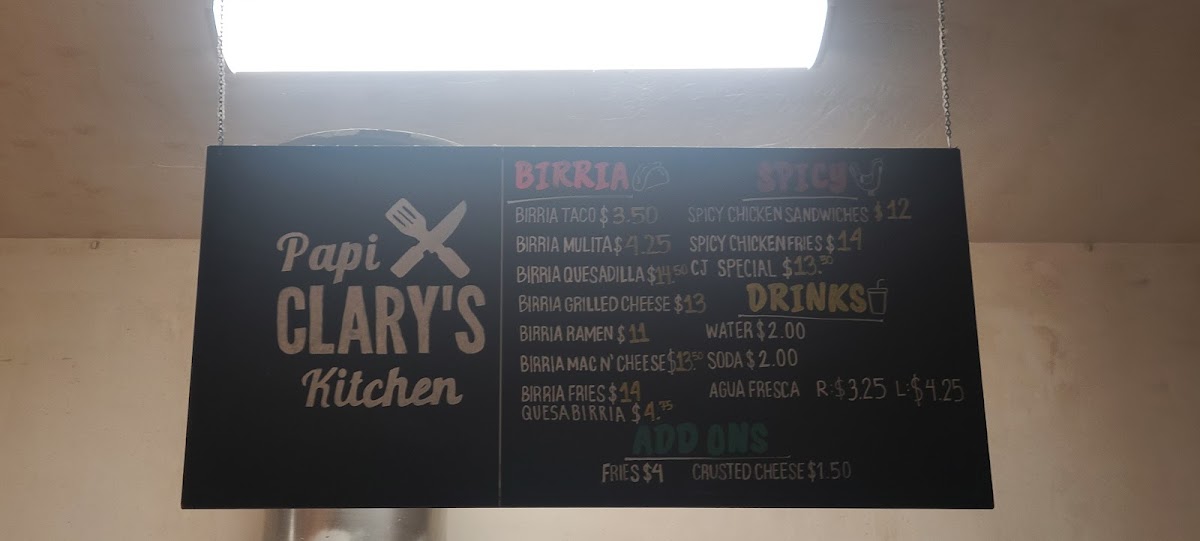 Papi
CLARY'S
Kitchen
BIRRIA
BIRRIA TACO $3.50
BIRRIA MULITA $4.25
BIRRIA QUESADILLA $14.50
BIRRIA GRILLED CHEESE $13
BIRRIA RAMEN $11
BIRRIA MAC N' CHEESE $13.50
BIRRIA FRIES $14
QUESABIRRIA $4.75
SPICY
SPICY CHICKEN SANDWICHES $12
SPICY CHICKEN FRIES $14
CJ SPECIAL $13.50
DRINKS
WATER $2.00
SODA $2.00
AGUA FRESCA R:$3.25 L:$4.25
ADD ONS
FRIES $4 CRUSTED CHEESE $1.50